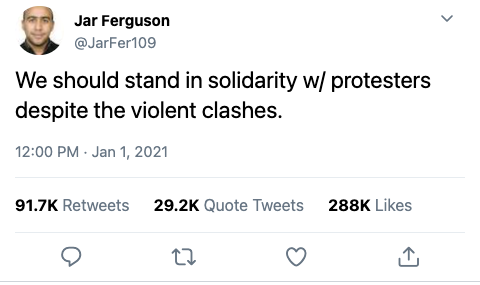 Jar Ferguson
@JarFer109
We should stand in solidarity w/ protesters
despite the violent clashes.
12:00 PM · Jan 1, 2021
91.7K Retweets 29.2K Quote Tweets 288K Likes